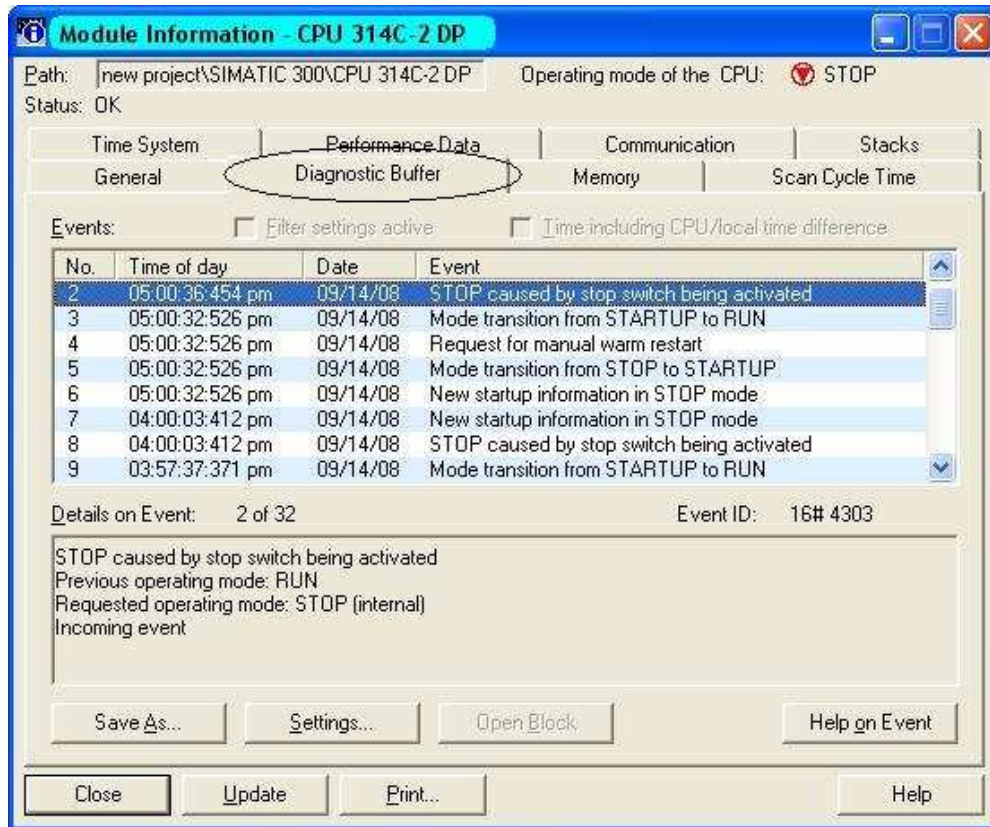 Module Information - CPU 314C-2 DP
Path: new project\SIMATIC 300\CPU 314C-2 DP Operating mode of the CPU: STOP
Status: OK
Time System Performance Data Communication Stacks
General Diagnostic Buffer Memory Scan Cycle Time
Events: Filter settings active Time including CPU/local time difference
No. Time of day Date Event
2 05:00:36:454 pm 09/14/08 STOP caused by stop switch being activated
3 05:00:32:526 pm 09/14/08 Mode transition from STARTUP to RUN
4 05:00:32:526 pm 09/14/08 Request for manual warm restart
5 05:00:32:526 pm 09/14/08 Mode transition from STOP to STARTUP
6 05:00:32:526 pm 09/14/08 New startup information in STOP mode
7 04:00:03:412 pm 09/14/08 New startup information in STOP mode
8 04:00:03:412 pm 09/14/08 STOP caused by stop switch being activated
9 03:57:37:371 pm 09/14/08 Mode transition from STARTUP to RUN
Details on Event: 2 of 32 Event ID: 16# 4303
STOP caused by stop switch being activated
Previous operating mode: RUN
Requested operating mode: STOP (internal)
Incoming event
Save As... Settings... Open Block Help on Event
Close Update Print... Help